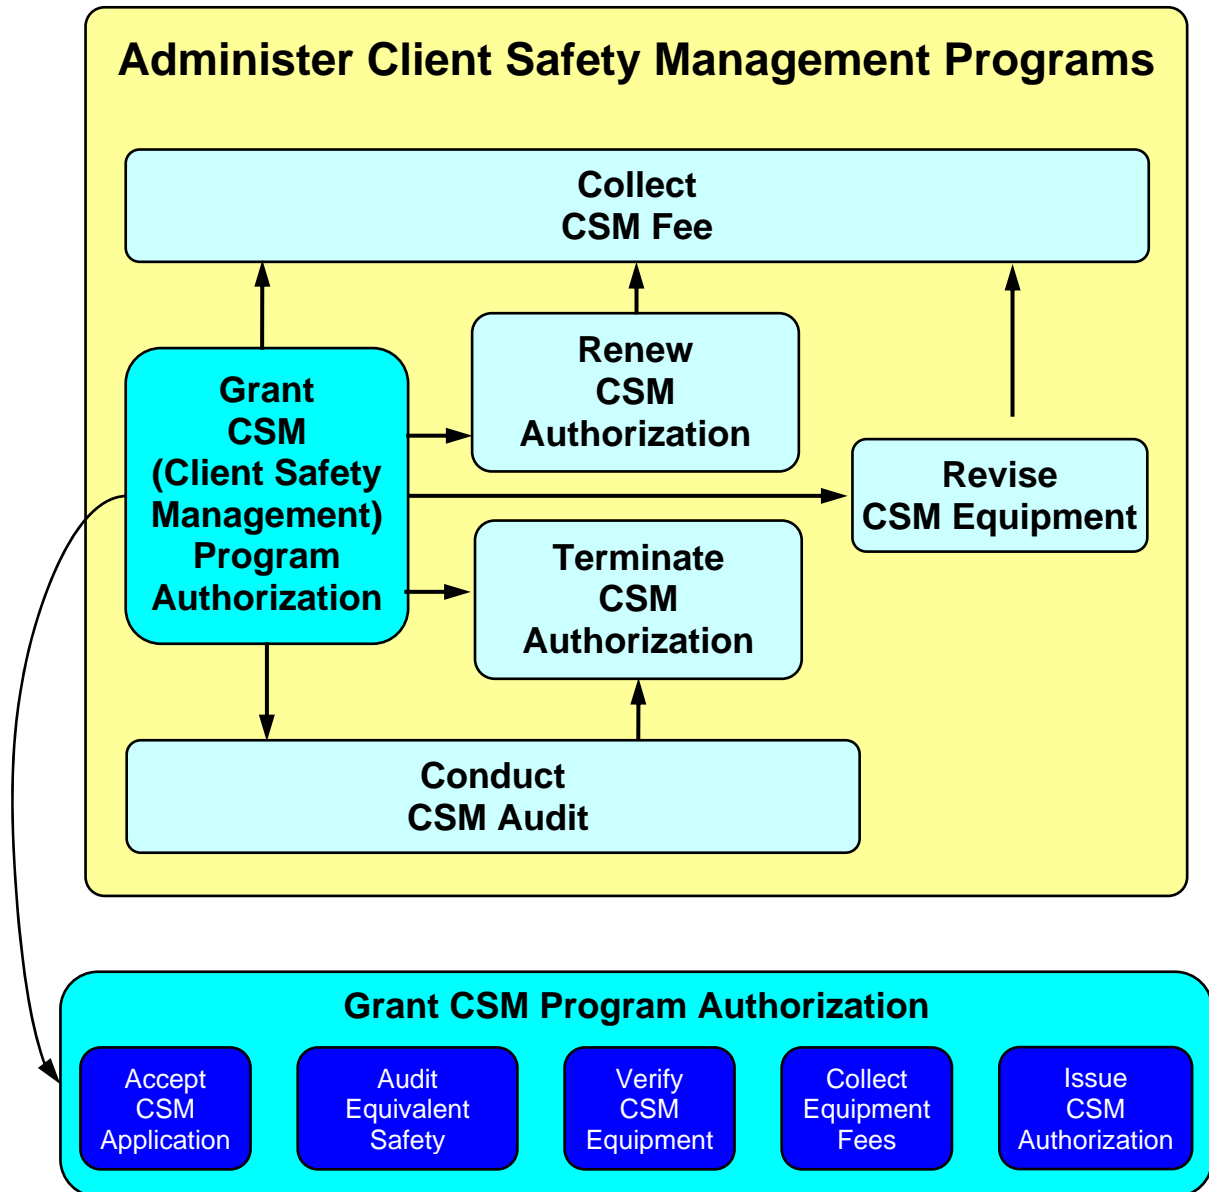 Administer Client Safety Management Programs
Collect
CSM Fee
Renew
CSM
Authorization
Grant
CSM
(Client Safety
Management)
Program
Authorization
Revise
CSM Equipment
Terminate
CSM
Authorization
Conduct
CSM Audit
Grant CSM Program Authorization
Accept
CSM
Application
Audit
Equivalent
Safety
Verify
CSM
Equipment
Collect
Equipment
Fees
Issue
CSM
Authorization